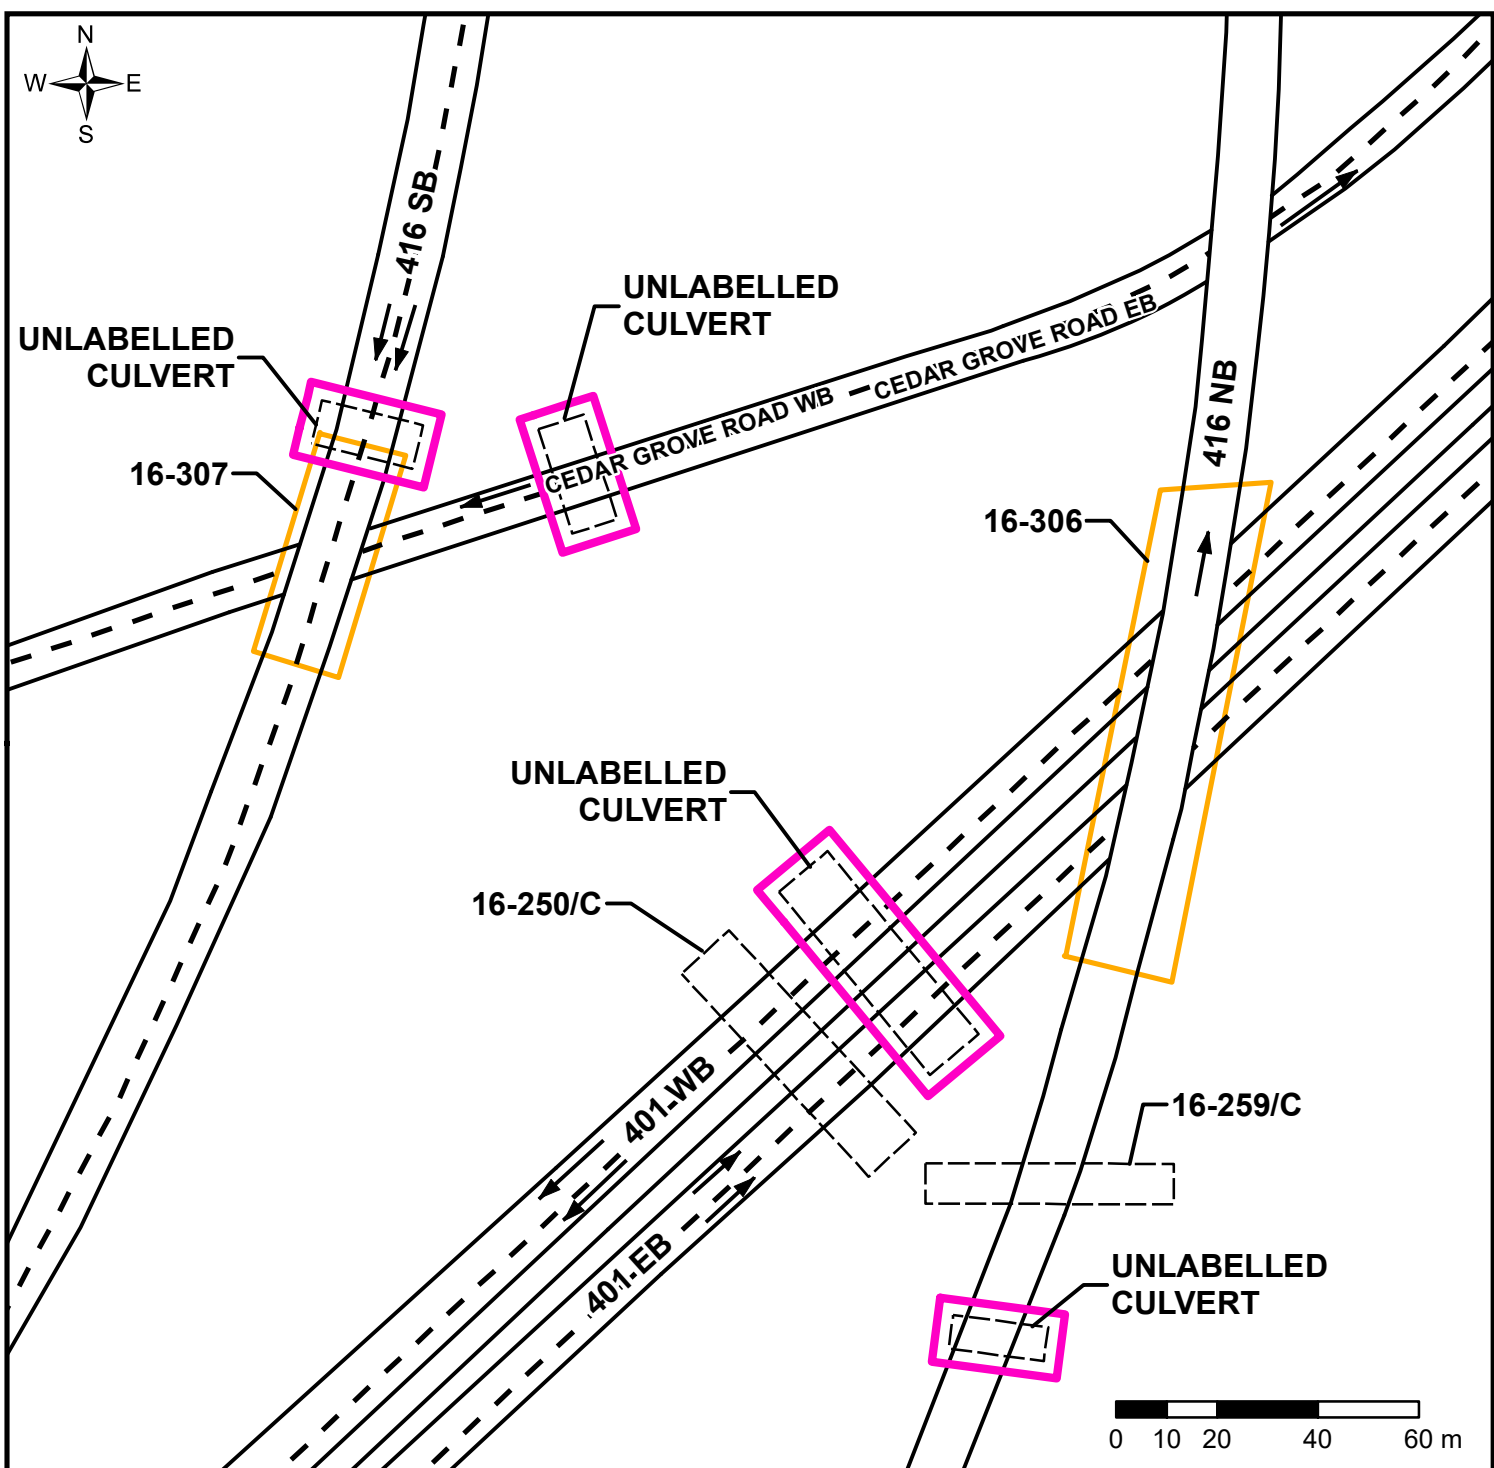 N
W E
S
416 SB
UNLABELLED
CULVERT
UNLABELLED
CULVERT
CEDAR GROVE ROAD EB
CEDAR GROVE ROAD WB
416 NB
16-307
16-306
UNLABELLED
CULVERT
16-250/C
401 WB
16-259/C
401 EB
UNLABELLED
CULVERT
0 10 20 40 60 m